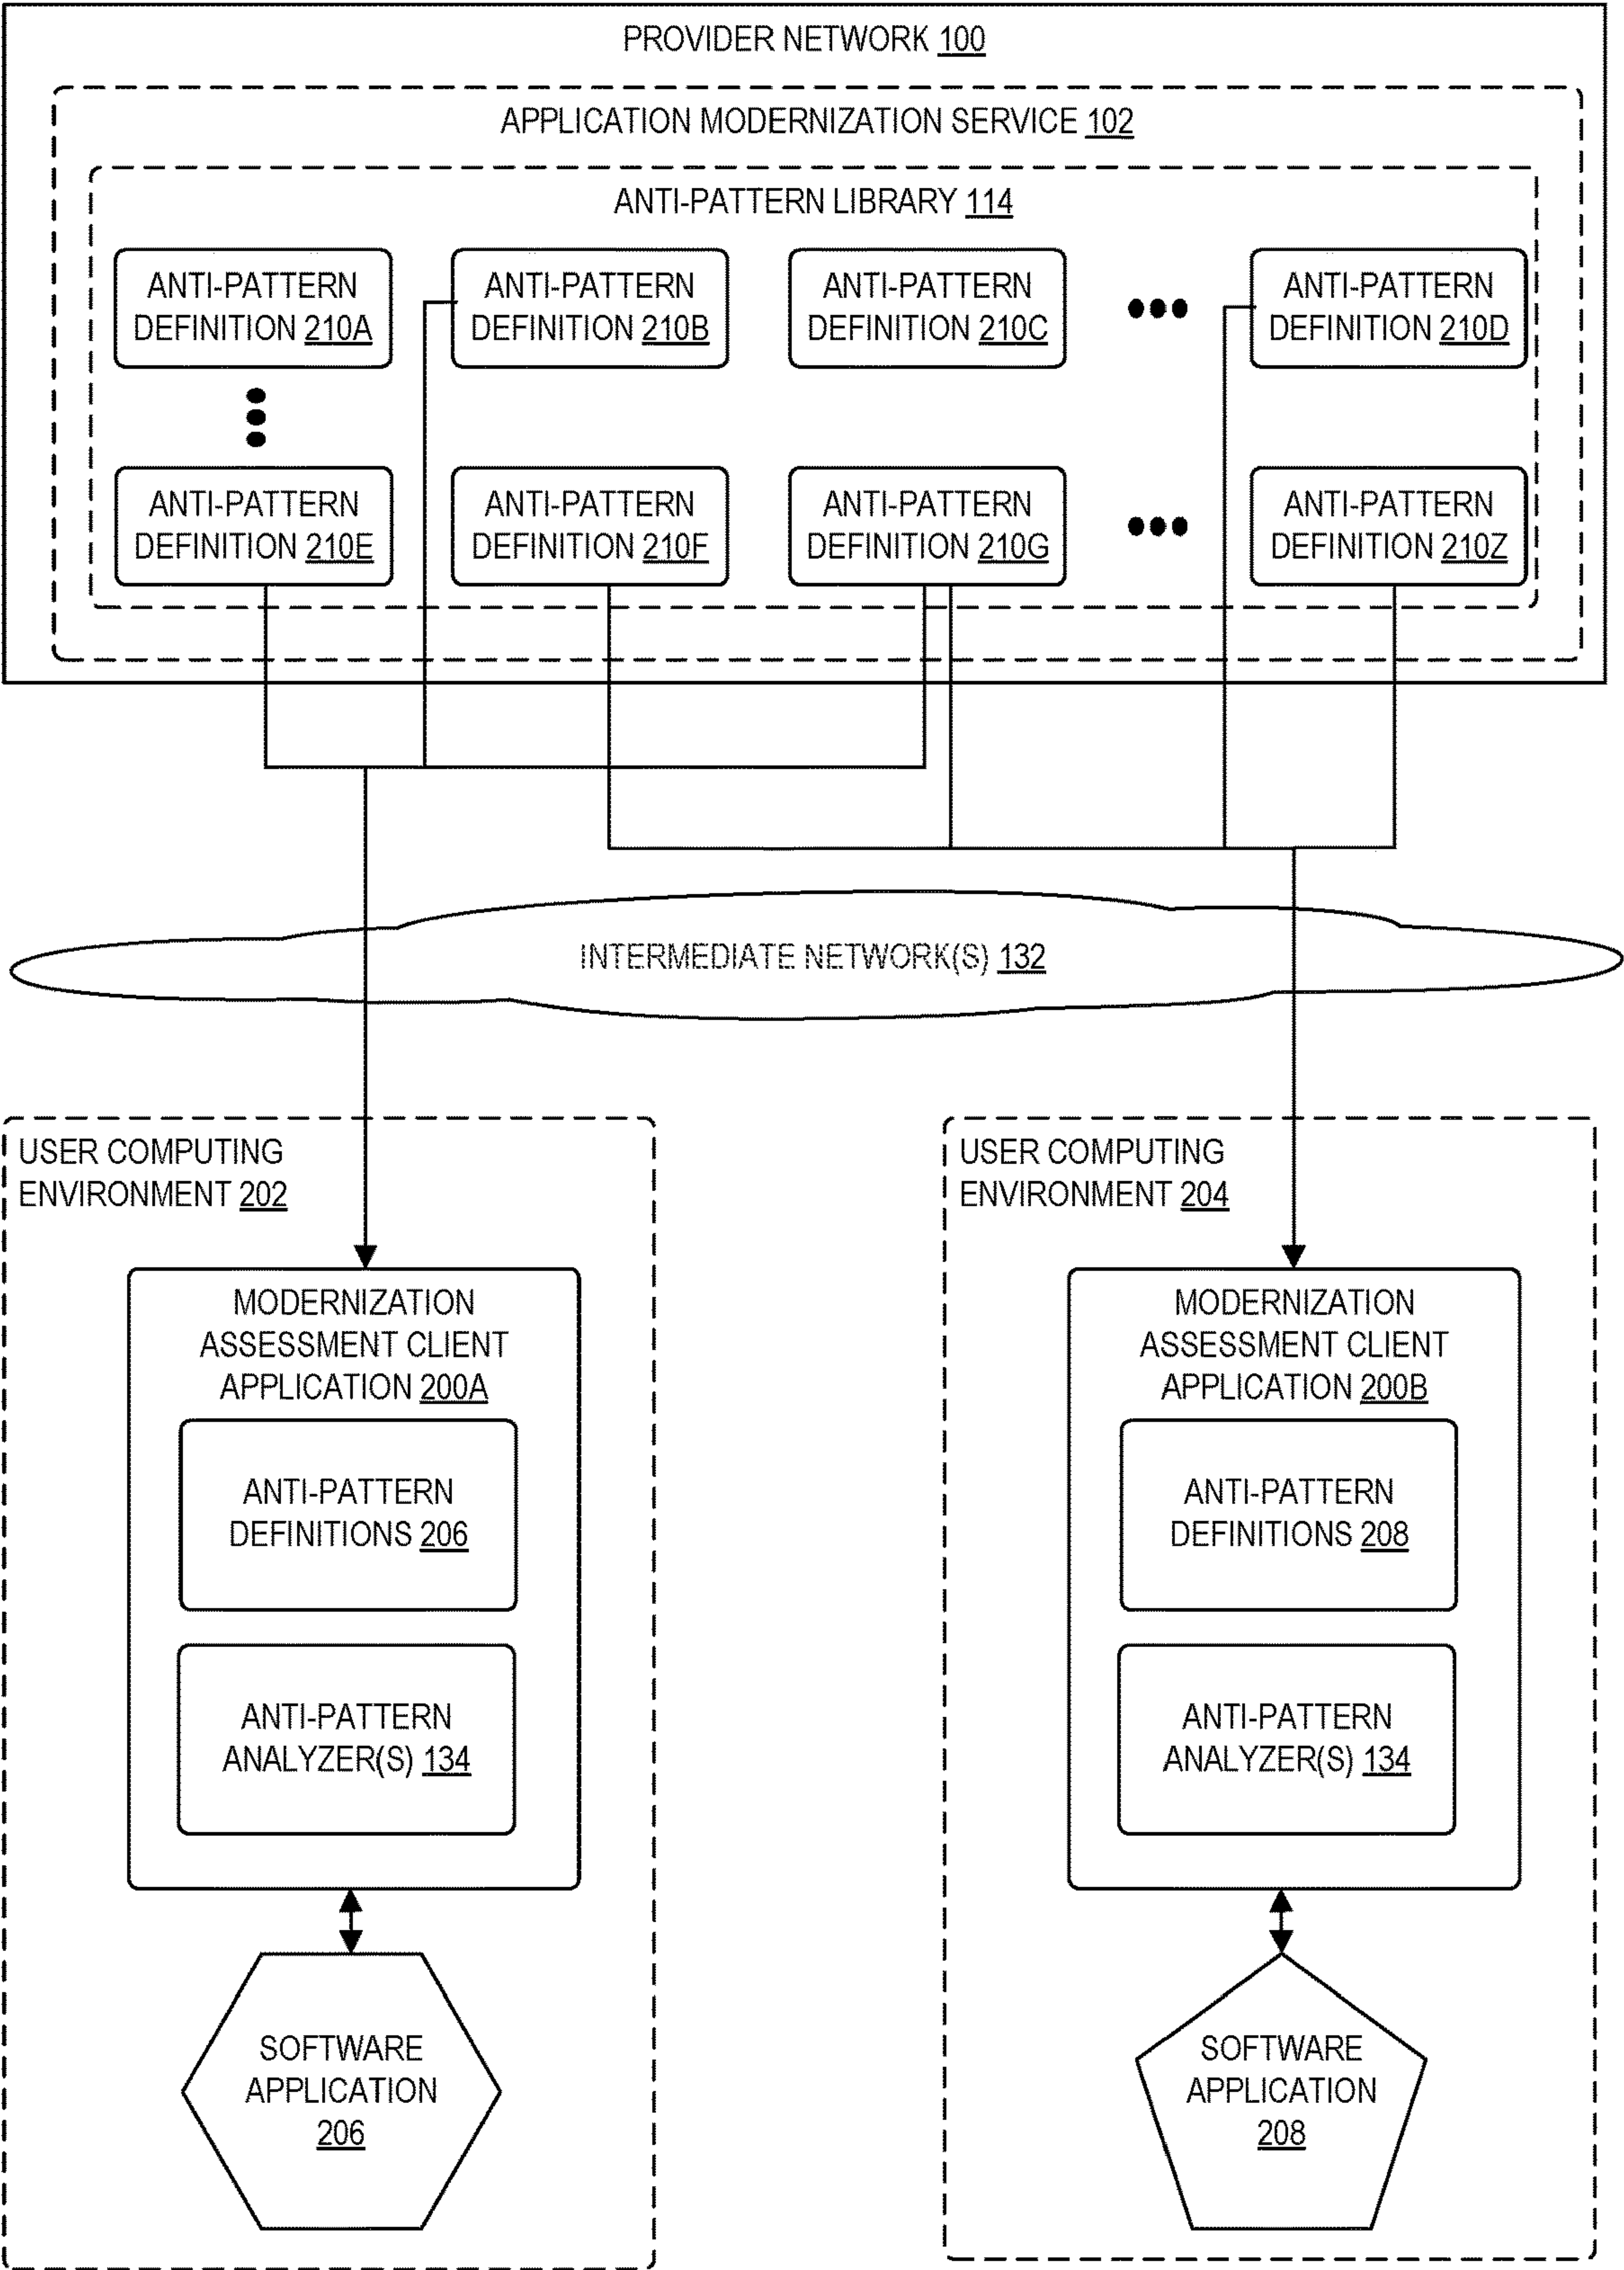 PROVIDER NETWORK 100
APPLICATION MODERNIZATION SERVICE 102
ANTI-PATTERN LIBRARY 114
ANTI-PATTERN
DEFINITION 210A
ANTI-PATTERN
DEFINITION 210B
ANTI-PATTERN
DEFINITION 210C
ANTI-PATTERN
DEFINITION 210D
ANTI-PATTERN
DEFINITION 210E
ANTI-PATTERN
DEFINITION 210F
ANTI-PATTERN
DEFINITION 210G
ANTI-PATTERN
DEFINITION 210Z
INTERMEDIATE NETWORK(S) 132
USER COMPUTING
ENVIRONMENT 202
MODERNIZATION
ASSESSMENT CLIENT
APPLICATION 200A
ANTI-PATTERN
DEFINITIONS 206
ANTI-PATTERN
ANALYZER(S) 134
SOFTWARE
APPLICATION
206
USER COMPUTING
ENVIRONMENT 204
MODERNIZATION
ASSESSMENT CLIENT
APPLICATION 200B
ANTI-PATTERN
DEFINITIONS 208
ANTI-PATTERN
ANALYZER(S) 134
SOFTWARE
APPLICATION
208